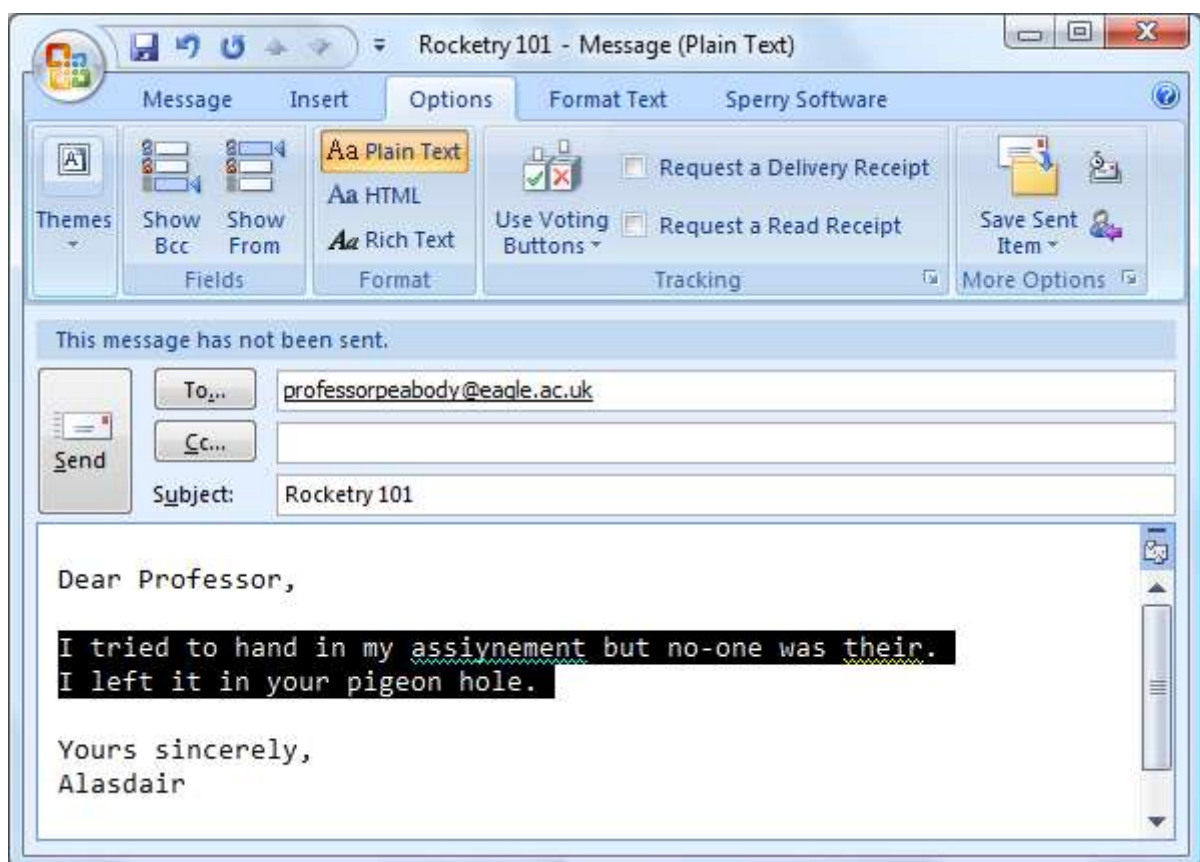 Rocketry 101 - Message (Plain Text)
Message Insert Options Format Text Sperry Software
Themes
Show Bcc
Show From
Fields
Aa Plain Text
Aa HTML
Aa Rich Text
Format
Use Voting Buttons
Request a Delivery Receipt
Request a Read Receipt
Tracking
Save Sent Item
More Options
This message has not been sent.
Send
To... professorpeabody@eagle.ac.uk
Cc...
Subject: Rocketry 101
Dear Professor,
I tried to hand in my assiynement but no-one was their.
I left it in your pigeon hole.
Yours sincerely,
Alasdair